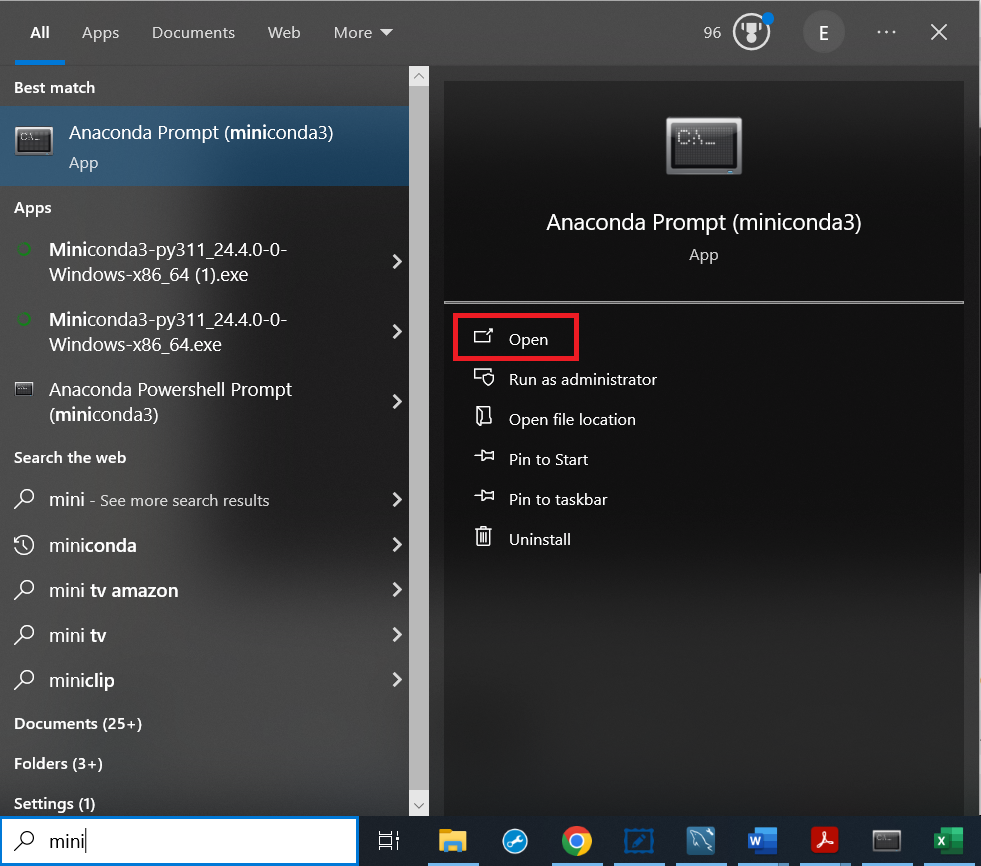 All Apps Documents Web More 96 E
Best match
Anaconda Prompt (miniconda3)
App
Apps
Miniconda3-py311_24.4.0-0-
Windows-x86_64 (1).exe
Miniconda3-py311_24.4.0-0-
Windows-x86_64.exe
Anaconda Powershell Prompt
(miniconda3)
Search the web
mini - See more search results
miniconda
mini tv amazon
mini tv
miniclip
Documents (25+)
Folders (3+)
Settings (1)
mini
C:\_
Anaconda Prompt (miniconda3)
App
Open
Run as administrator
Open file location
Pin to Start
Pin to taskbar
Uninstall